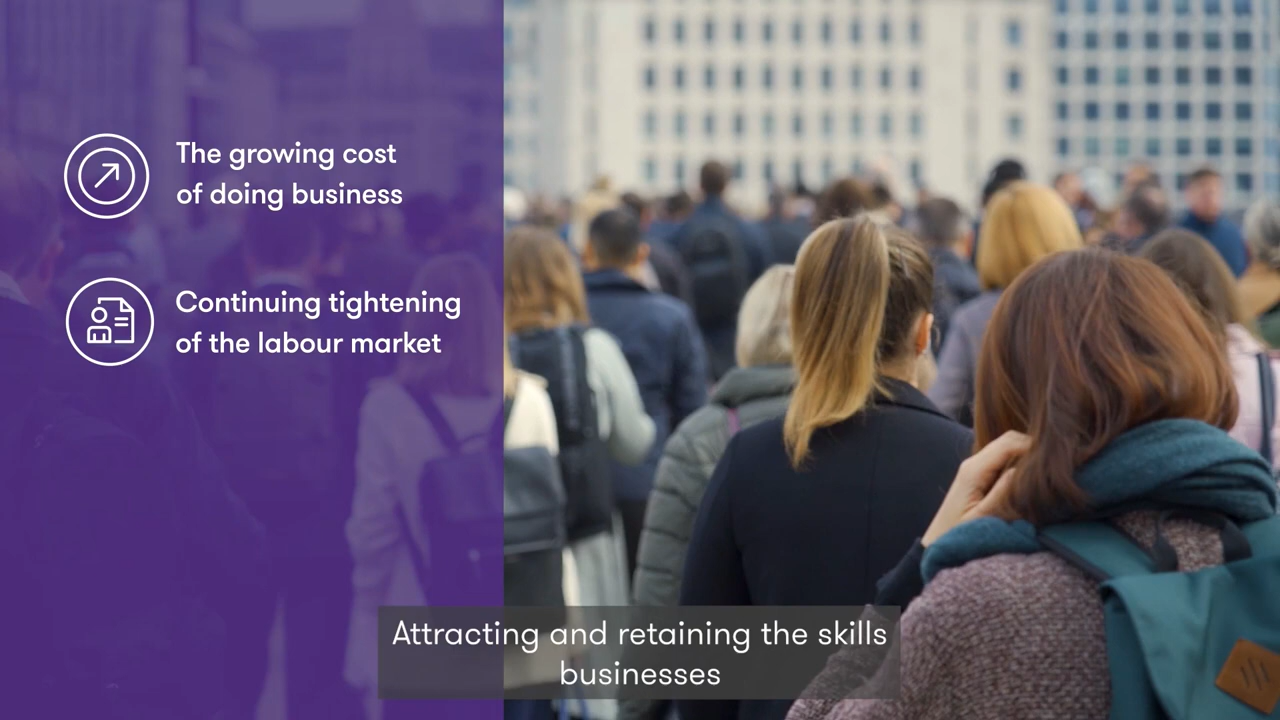 The growing cost
of doing business
Continuing tightening
of the labour market
Attracting and retaining the skills
businesses